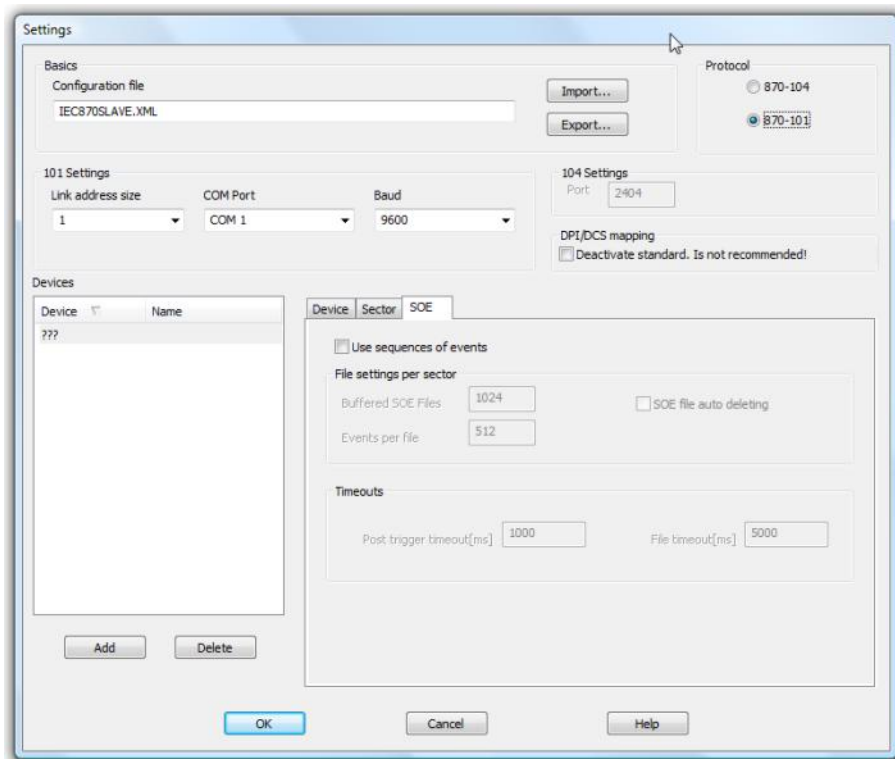 Settings
Basics
Configuration file
IEC870SLAVE.XML
Import...
Export...
Protocol
870-104
870-101
101 Settings
Link address size
COM Port
Baud
1
COM 1
9600
104 Settings
Port
2404
DPI/DCS mapping
Deactivate standard. Is not recommended!
Devices
Device
Name
???
Add
Delete
Device
Sector
SOE
Use sequences of events
File settings per sector
Buffered SOE Files
1024
SOE file auto deleting
Events per file
512
Timeouts
Post trigger timeout[ms]
1000
File timeout[ms]
5000
OK
Cancel
Help